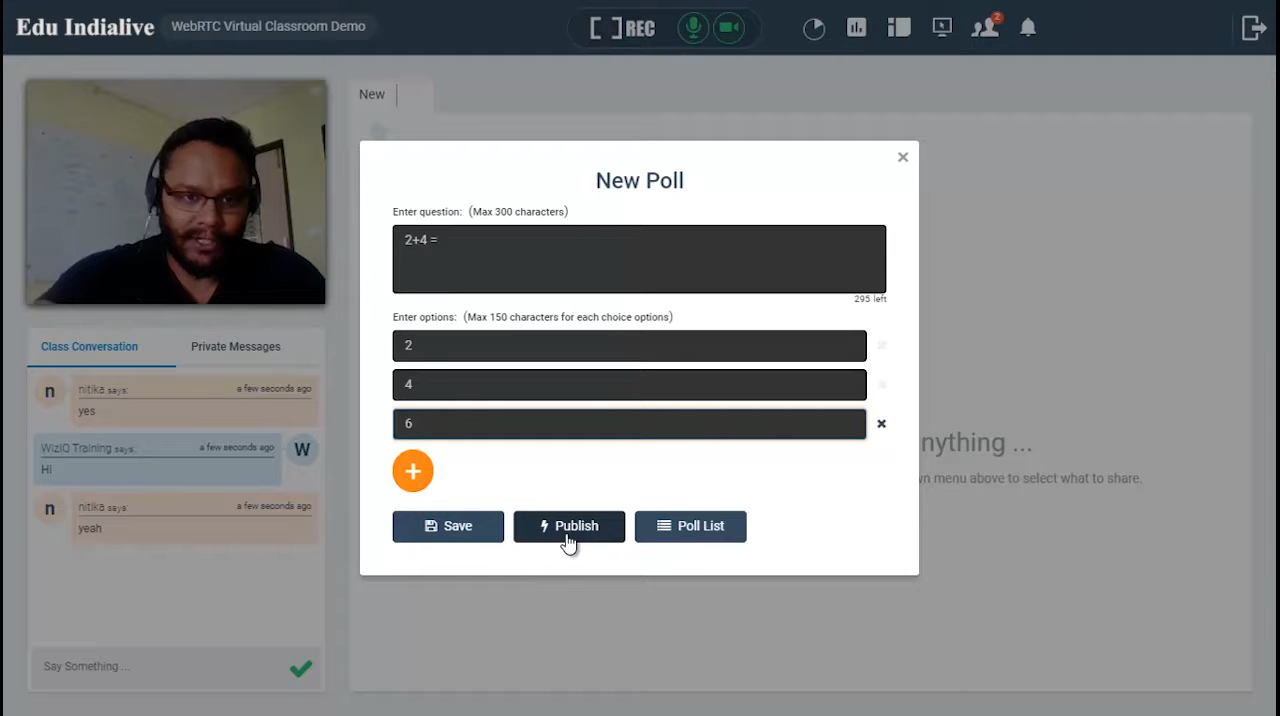 Edu Indialive
WebRTC Virtual Classroom Demo
[ ] REC
2
New
New Poll
×
Enter question: (Max 300 characters)
2+4 =
295 left
Enter options: (Max 150 characters for each choice options)
2
4
6
+
Save
Publish
Poll List
Class Conversation
Private Messages
n
nitika says:
a few seconds ago
yes
WizIQ Training says:
a few seconds ago
W
Hi
n
nitika says:
a few seconds ago
yeah
Say Something ...
nything ...
wn menu above to select what to share.